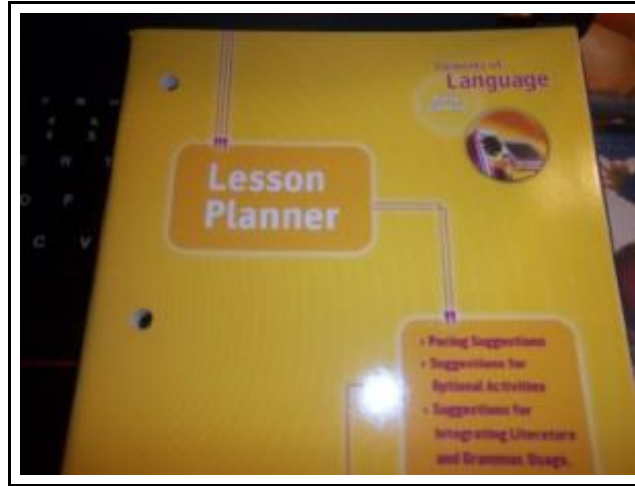 Elements of
Language
Lesson
Planner
• Pacing Suggestions
• Suggestions for
Optional Activities
• Suggestions for
Integrating Literature
and Grammar, Usage,